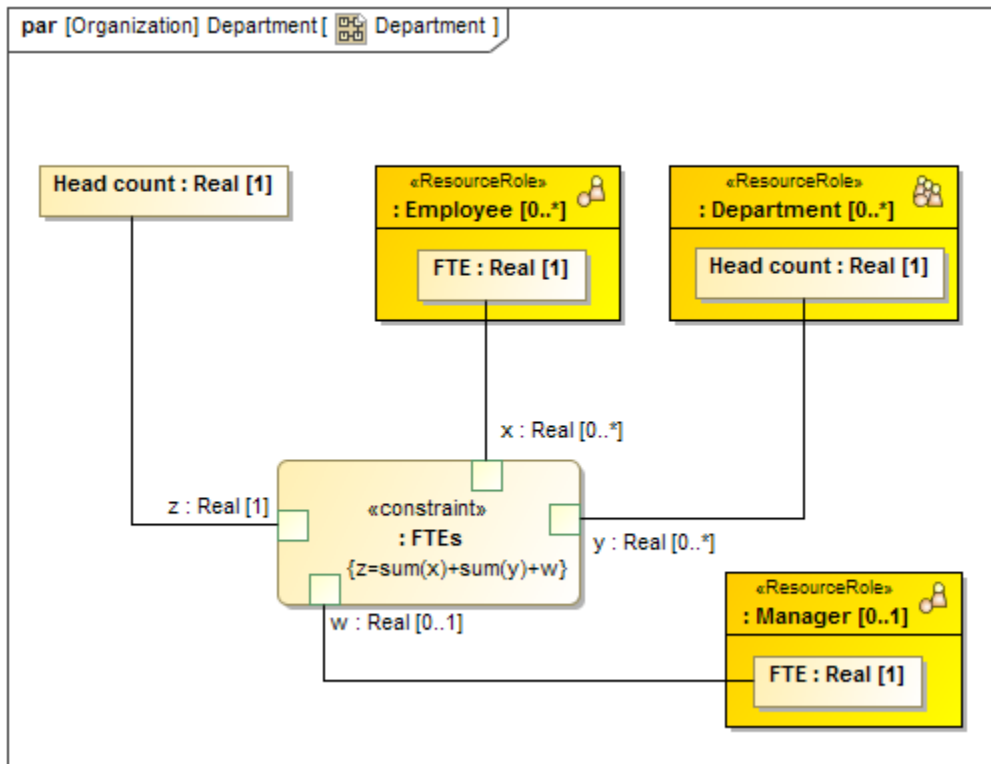 par [Organization] Department [ Department ]
Head count : Real [1]
«ResourceRole»
: Employee [0..*]
FTE : Real [1]
«ResourceRole»
: Department [0..*]
Head count : Real [1]
x : Real [0..*]
z : Real [1]
«constraint»
: FTEs
{z=sum(x)+sum(y)+w}
y : Real [0..*]
w : Real [0..1]
«ResourceRole»
: Manager [0..1]
FTE : Real [1]